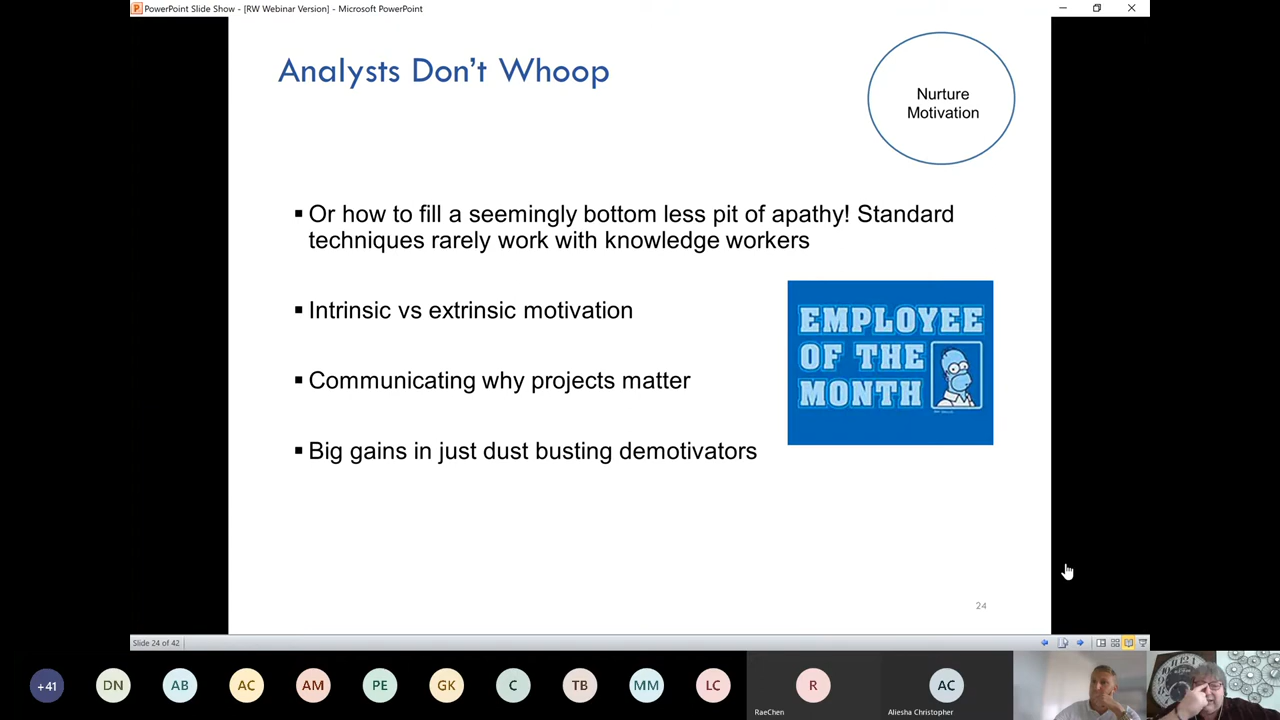 PowerPoint Slide Show - [RW Webinar Version] - Microsoft PowerPoint
Analysts Don't Whoop
Nurture
Motivation
Or how to fill a seemingly bottom less pit of apathy! Standard
techniques rarely work with knowledge workers
Intrinsic vs extrinsic motivation
Communicating why projects matter
Big gains in just dust busting demotivators
EMPLOYEE
OF THE
MONTH
24
Slide 24 of 42
+41
DN
AB
AC
AM
PE
GK
C
TB
MM
LC
R
RaeChen
AC
Aliesha Christopher